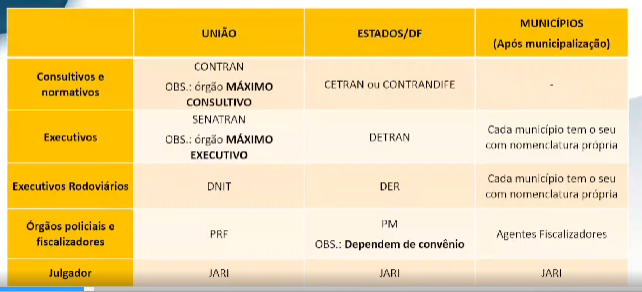 UNIÃO
ESTADOS/DF
MUNICÍPIOS
(Após municipalização)
Consultivos e
normativos
CONTRAN
OBS.: órgão MÁXIMO
CONSULTIVO
CETRAN ou CONTRANDIFE
-
Executivos
SENATRAN
OBS.: órgão MÁXIMO
EXECUTIVO
DETRAN
Cada município tem o seu
com nomenclatura própria
Executivos Rodoviários
DNIT
DER
Cada município tem o seu
com nomenclatura própria
Órgãos policiais e
fiscalizadores
PRF
PM
OBS.: Dependem de convênio
Agentes Fiscalizadores
Julgador
JARI
JARI
JARI